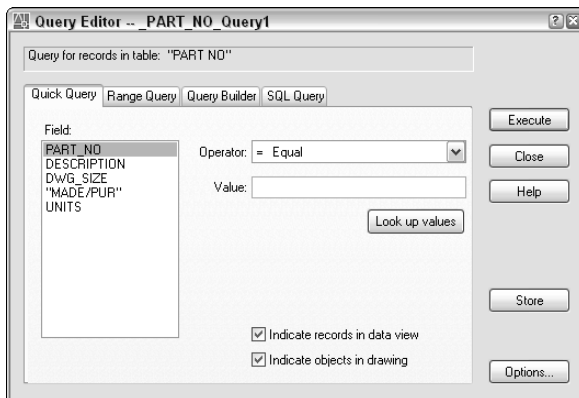 Query Editor -- _PART_NO_Query1
Query for records in table: "PART NO"
Quick Query Range Query Query Builder SQL Query
Field:
PART_NO
DESCRIPTION
DWG_SIZE
"MADE/PUR"
UNITS
Operator: = Equal
Value:
Look up values
Indicate records in data view
Indicate objects in drawing
Execute
Close
Help
Store
Options...